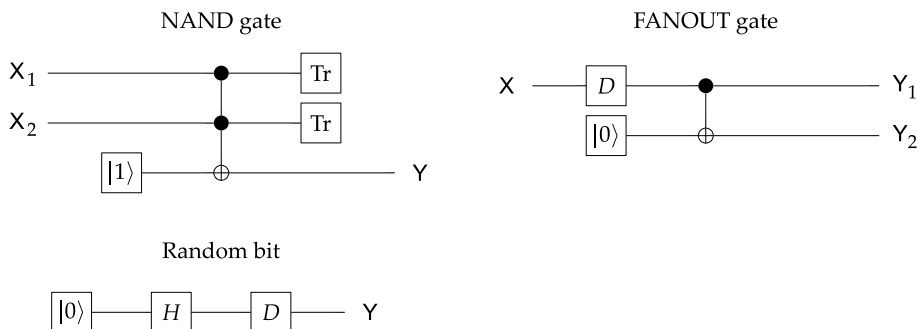 NAND gate
X1
Tr
X2
Tr
|1⟩
Y
FANOUT gate
X
D
Y1
|0⟩
Y2
Random bit
|0⟩
H
D
Y